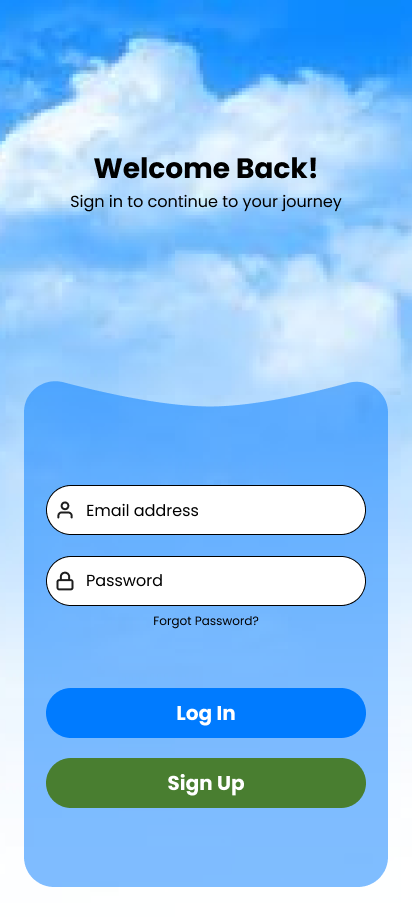 Welcome Back!
Sign in to continue to your journey
Email address
Password
Forgot Password?
Log In
Sign Up